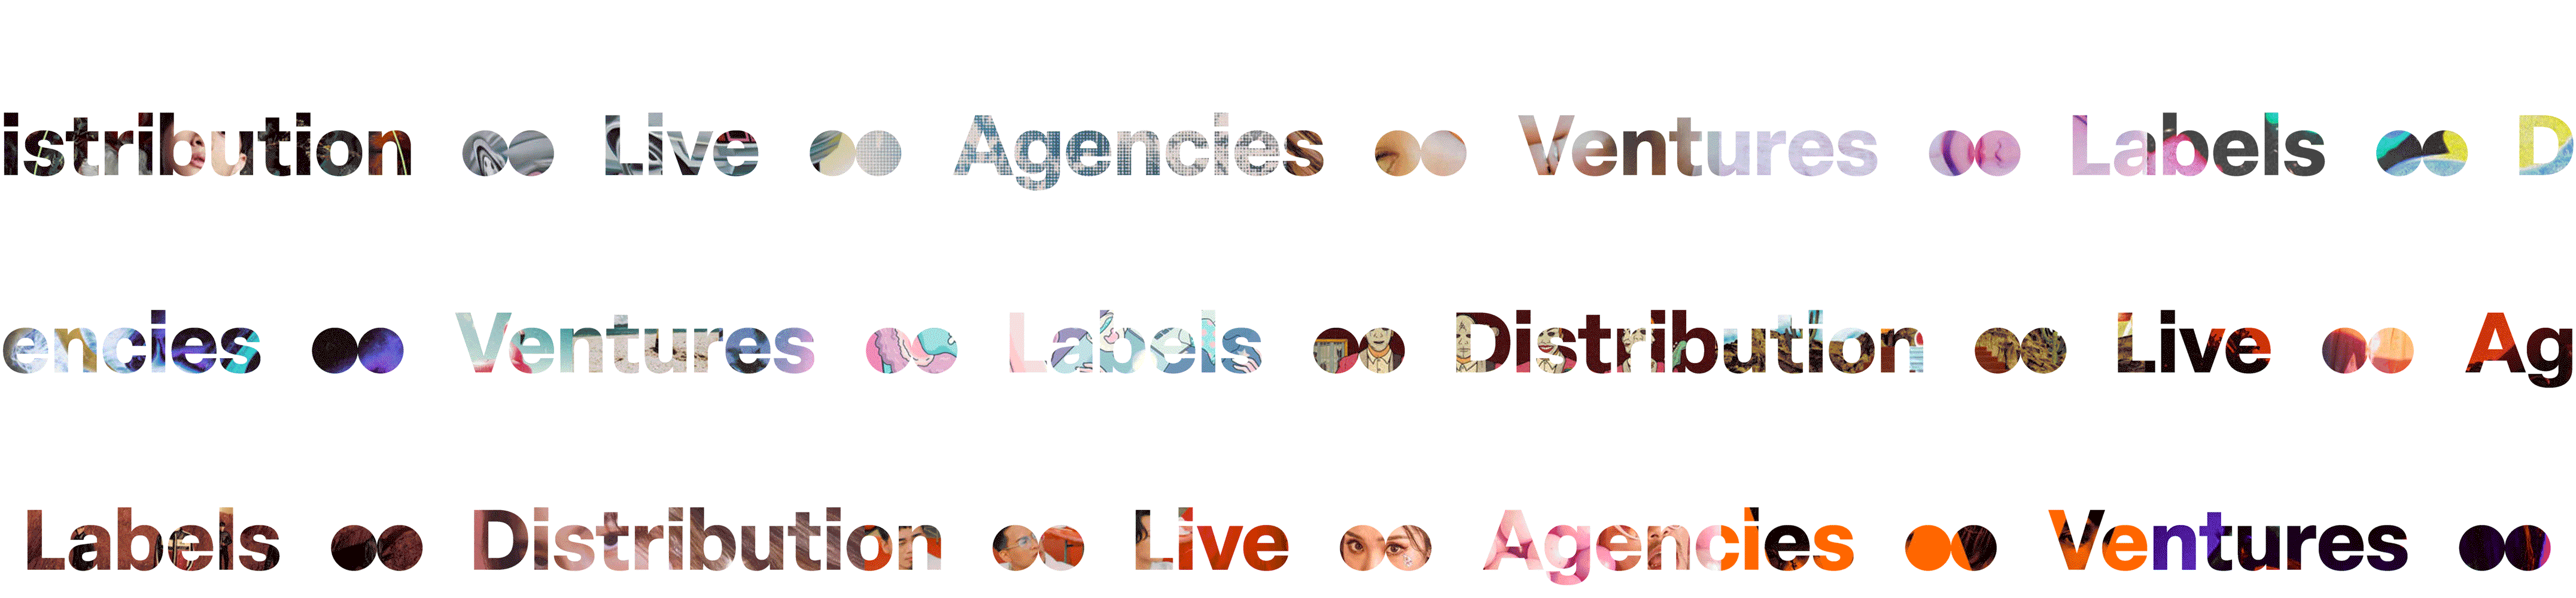 istribution Live Agencies Ventures Labels D
encies Ventures Labels Distribution Live Ag
Labels Distribution Live Agencies Ventures